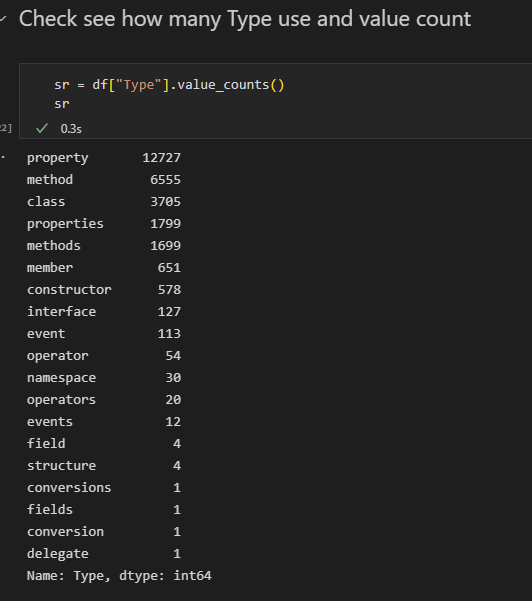 Check see how many Type use and value count
sr = df["Type"].value_counts()
sr
2]
0.3s
property 12727
method 6555
class 3705
properties 1799
methods 1699
member 651
constructor 578
interface 127
event 113
operator 54
namespace 30
operators 20
events 12
field 4
structure 4
conversions 1
fields 1
conversion 1
delegate 1
Name: Type, dtype: int64